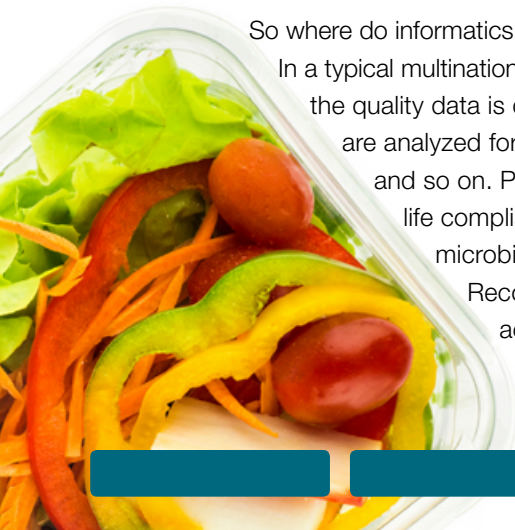 So where do informatics
In a typical multination
the quality data is
are analyzed for
and so on. P
life compli
microbi
Reco
a